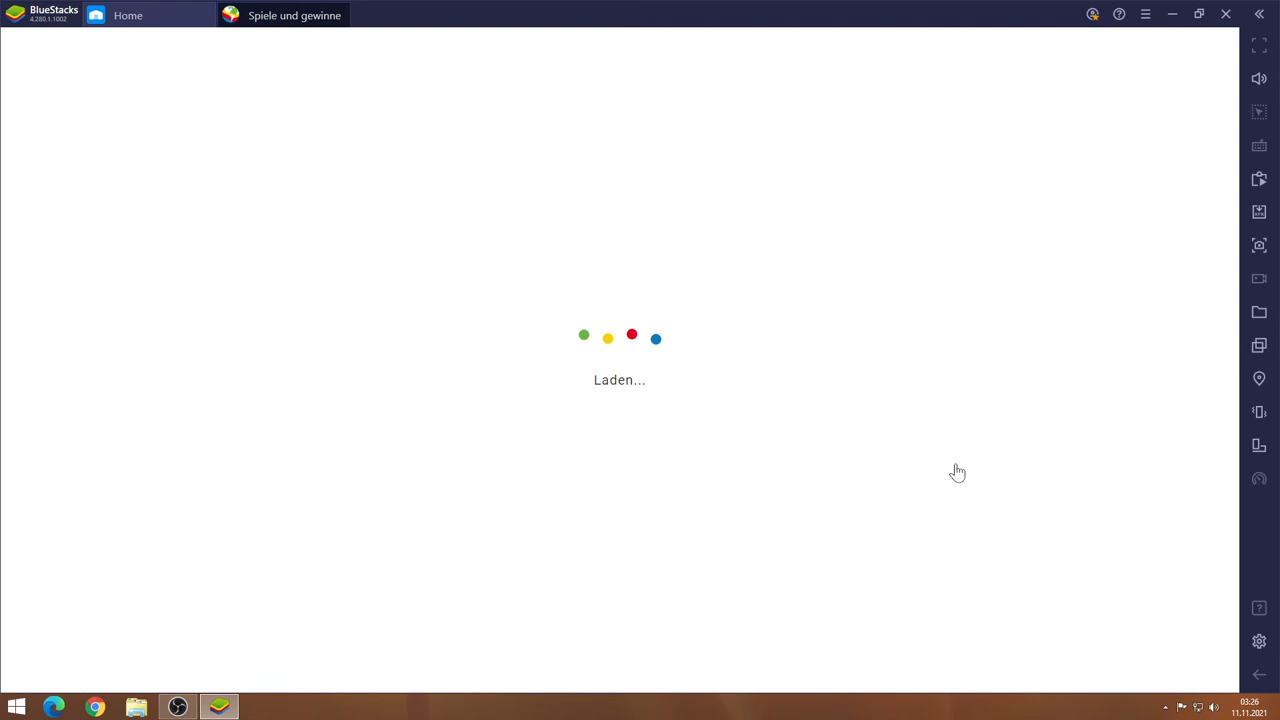 BlueStacks
4.280.1.1002
Home
Spiele und gewinne
Laden...
03:26
11.11.2021